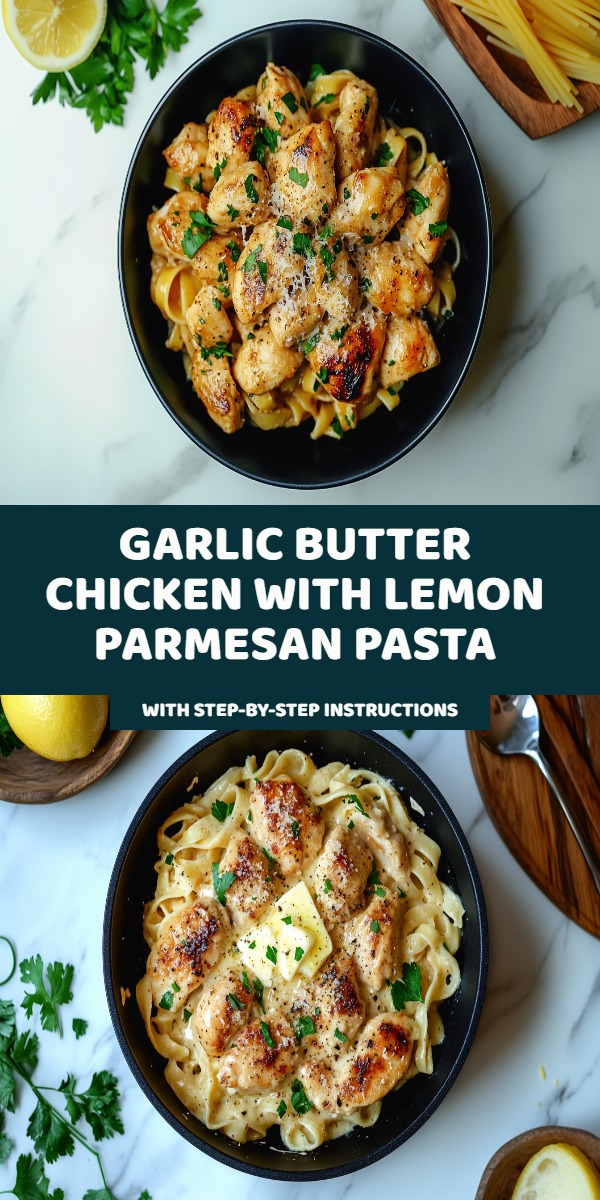 GARLIC BUTTER
CHICKEN WITH LEMON
PARMESAN PASTA
WITH STEP-BY-STEP INSTRUCTIONS